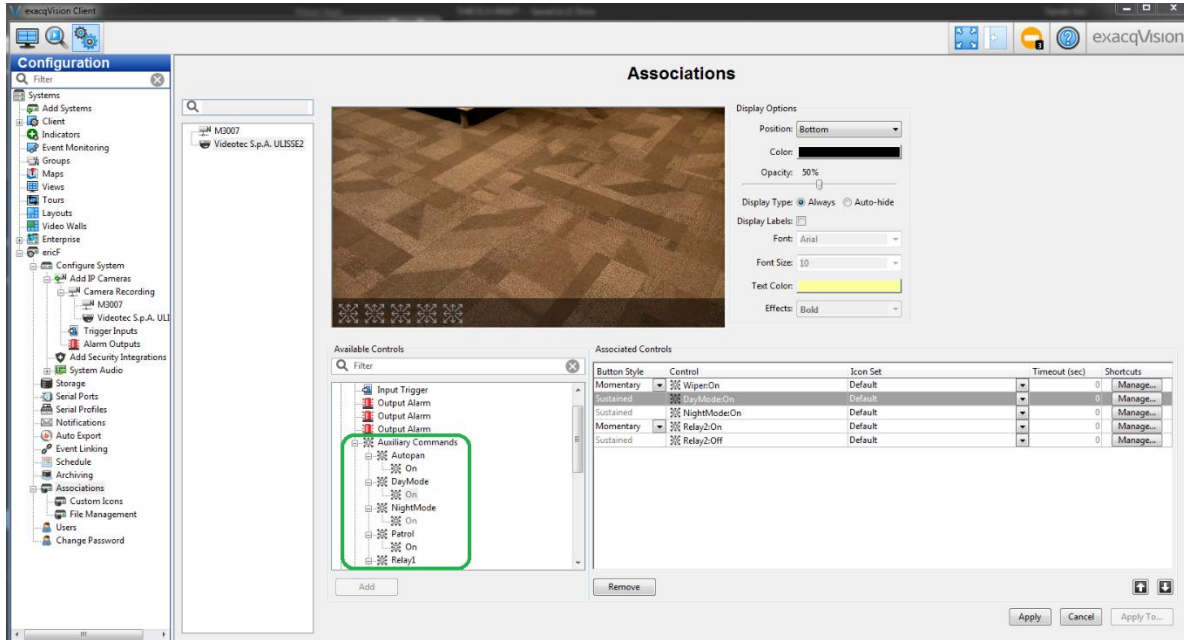 exacqVision Client
3
exacqVision
Configuration
Filter
Systems
Add Systems
Client
Indicators
Event Monitoring
Groups
Maps
Views
Tours
Layouts
Video Walls
Enterprise
ericF
Configure System
Add IP Cameras
Camera Recording
M3007
Videotec S.p.A. ULI
Trigger Inputs
Alarm Outputs
Add Security Integrations
System Audio
Storage
Serial Ports
Serial Profiles
Notifications
Auto Export
Event Linking
Schedule
Archiving
Associations
Custom Icons
File Management
Users
Change Password
M3007
Videotec S.p.A. ULISSE2
Associations
Display Options
Position: Bottom
Color:
Opacity: 50%
Display Type: Always Auto-hide
Display Labels:
Font: Arial
Font Size: 10
Text Color:
Effects: Bold
Available Controls
Filter
Input Trigger
Output Alarm
Output Alarm
Output Alarm
Auxiliary Commands
Autopan
On
DayMode
On
NightMode
On
Patrol
On
Relay1
Add
Associated Controls
Button Style Control Icon Set Timeout (sec) Shortcuts
Momentary Wiper:On Default 0 Manage...
Sustained DayMode:On Default 0 Manage...
Sustained NightMode:On Default 0 Manage...
Momentary Relay2:On Default 0 Manage...
Sustained Relay2:Off Default 0 Manage...
Remove
Apply Cancel Apply To...